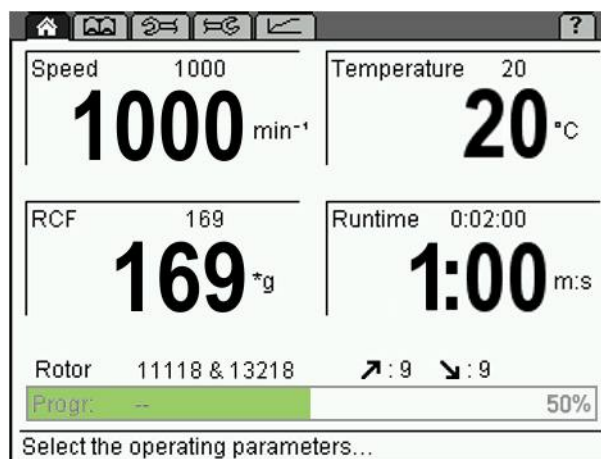 ?
Speed 1000
1000 min⁻¹
Temperature 20
20 °C
RCF 169
169 *g
Runtime 0:02:00
1:00 m:s
Rotor 11118 & 13218 ↗: 9 ↘: 9
Progr: -- 50%
Select the operating parameters...